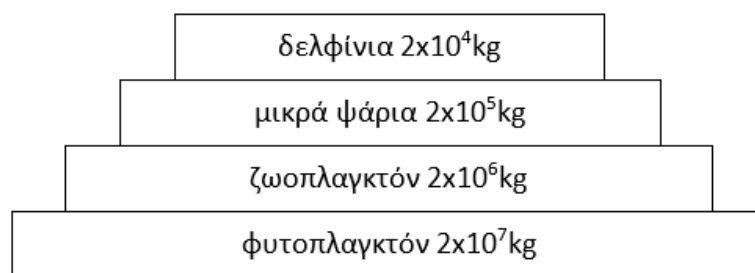 δελφίνια 2x10⁴kg
μικρά ψάρια 2x10⁵kg
ζωοπλαγκτόν 2x10⁶kg
φυτοπλαγκτόν 2x10⁷kg